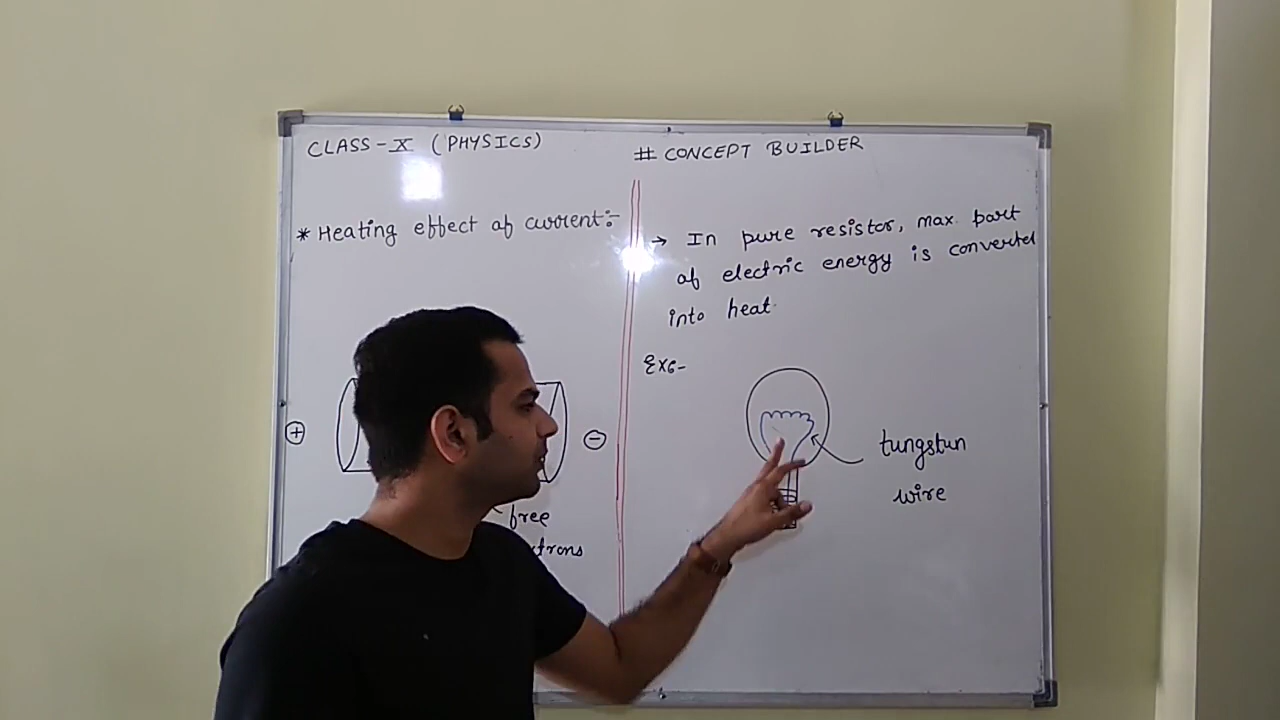 CLASS-X (PHYSICS)
# CONCEPT BUILDER
* Heating effect of current:-
→ In pure resistor, max. part
of electric energy is converted
into heat.
Ex:-
+
-
free
tungstun
wire